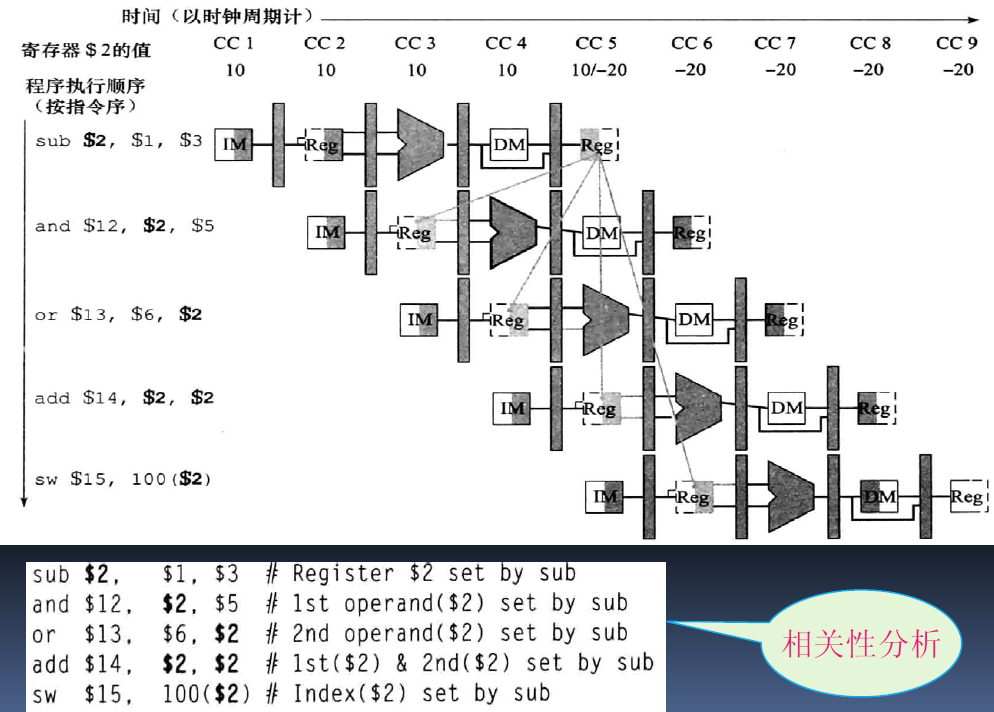 时间（以时钟周期计）
寄存器$2的值 CC 1 CC 2 CC 3 CC 4 CC 5 CC 6 CC 7 CC 8 CC 9
10 10 10 10 10/–20 –20 –20 –20 –20
程序执行顺序
（按指令序）
sub $2, $1, $3 IM Reg DM Reg
and $12, $2, $5 IM Reg DM Reg
or $13, $6, $2 IM Reg DM Reg
add $14, $2, $2 IM Reg DM Reg
sw $15, 100($2) IM Reg DM Reg
sub $2, $1, $3 # Register $2 set by sub
and $12, $2, $5 # 1st operand($2) set by sub
or $13, $6, $2 # 2nd operand($2) set by sub
add $14, $2, $2 # 1st($2) & 2nd($2) set by sub
sw $15, 100($2) # Index($2) set by sub
相关性分析